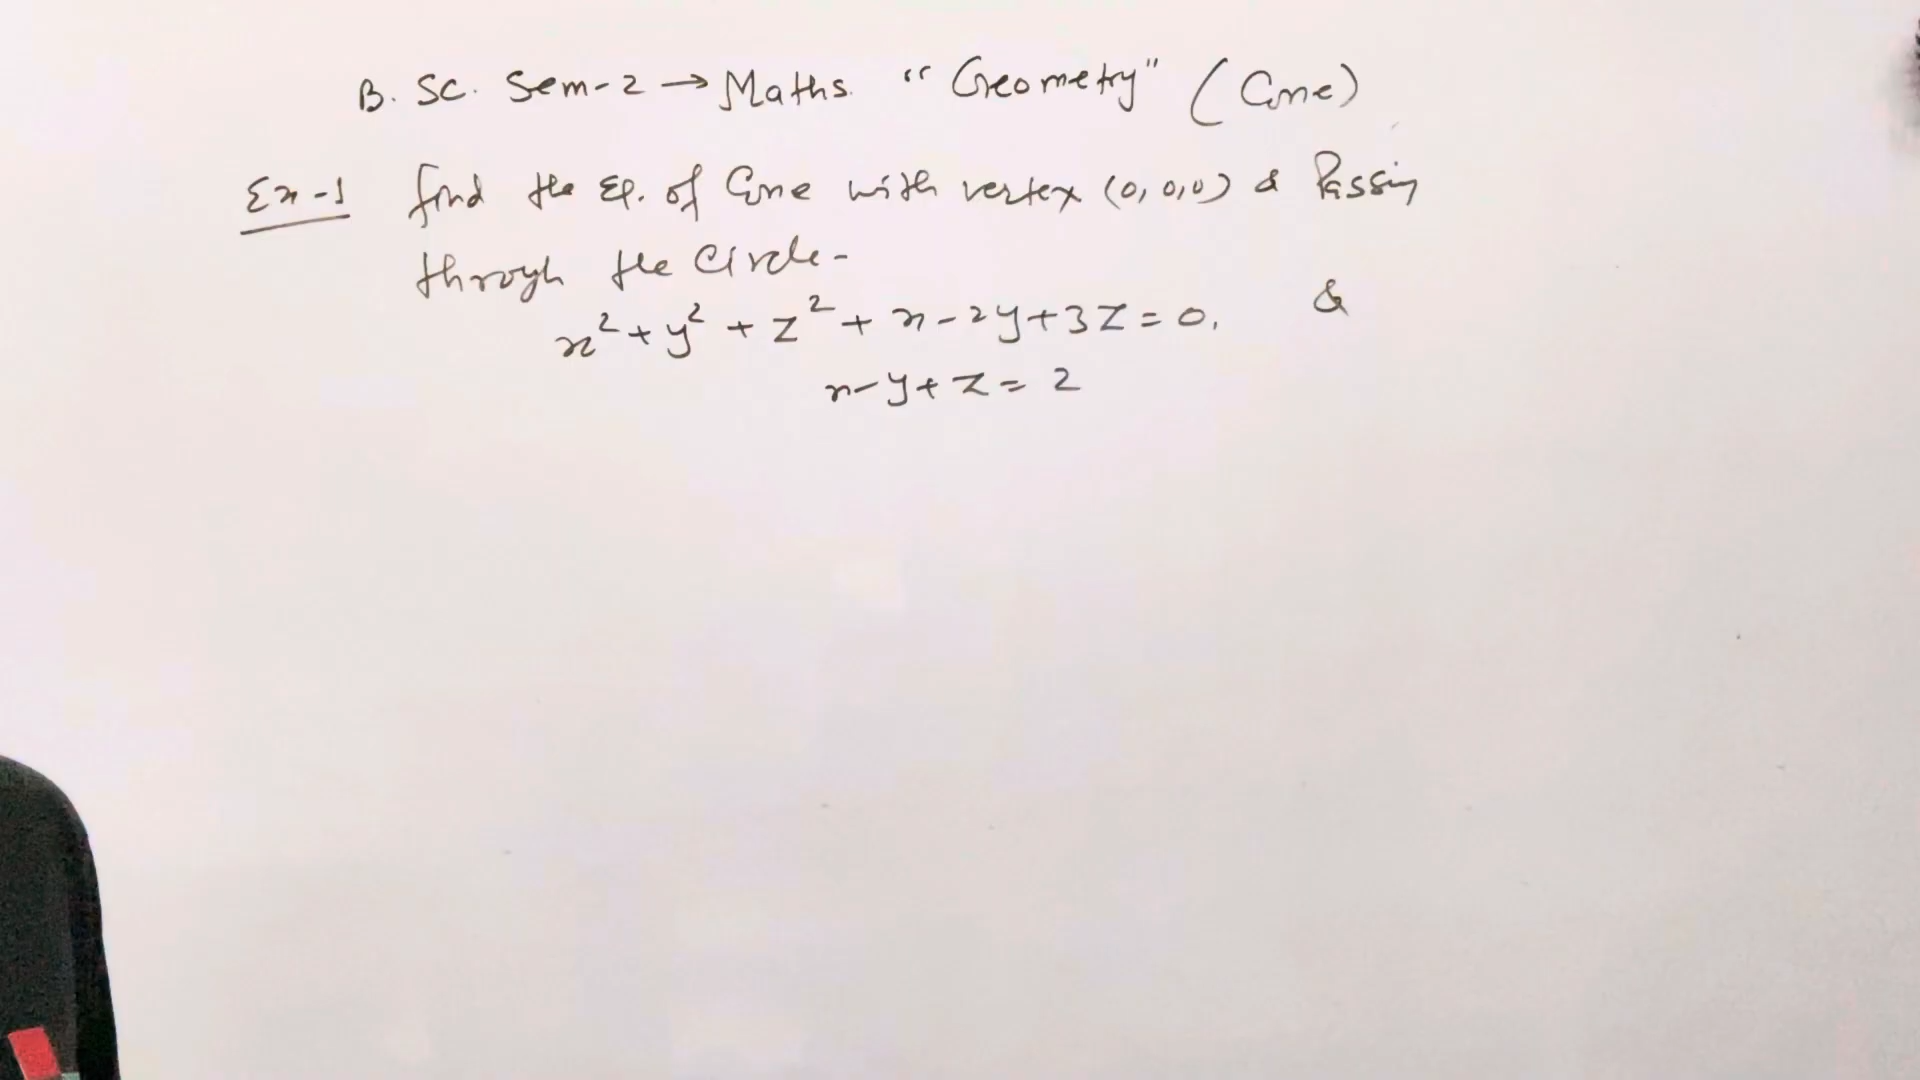 B. SC. Sem-2 → Maths. "Geometry" (Cone)
Ex-1 find the Eq. of Cone with vertex (0,0,0) & Passing
through the Circle-
x² + y² + z² + x - 2y + 3z = 0, &
x - y + z = 2